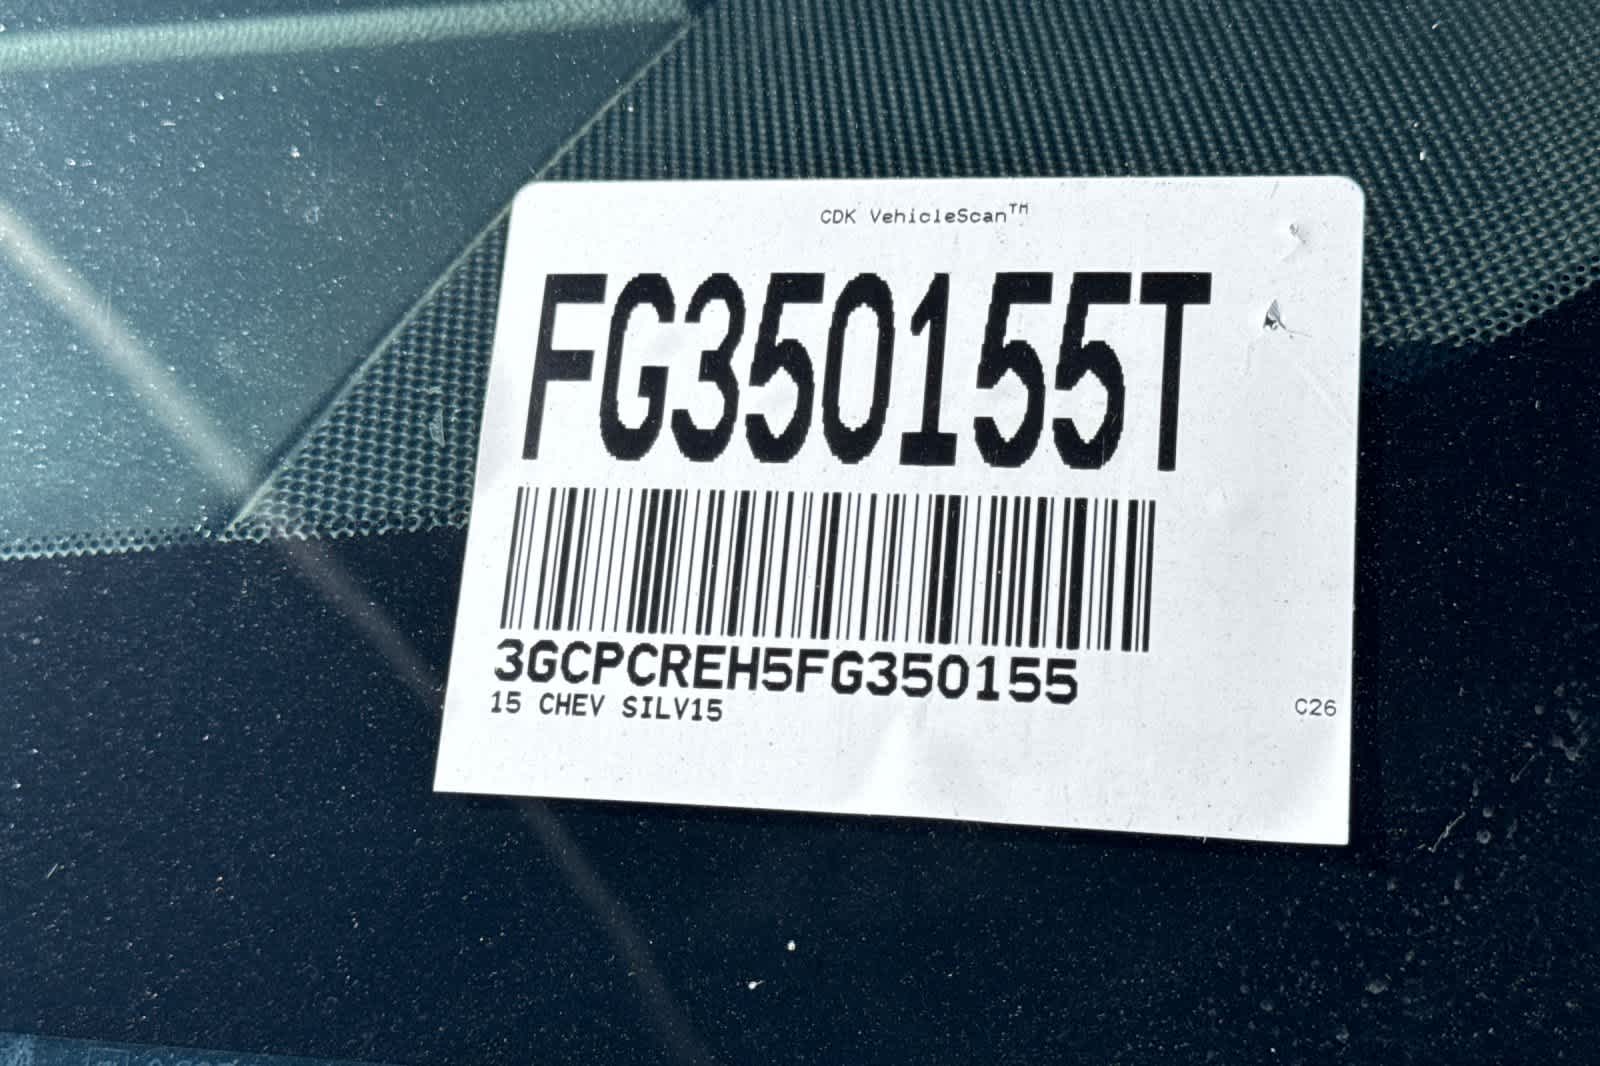 CDK VehicleScan™
FG350155T
3GCPCREH5FG350155
15 CHEV SILV15
C26